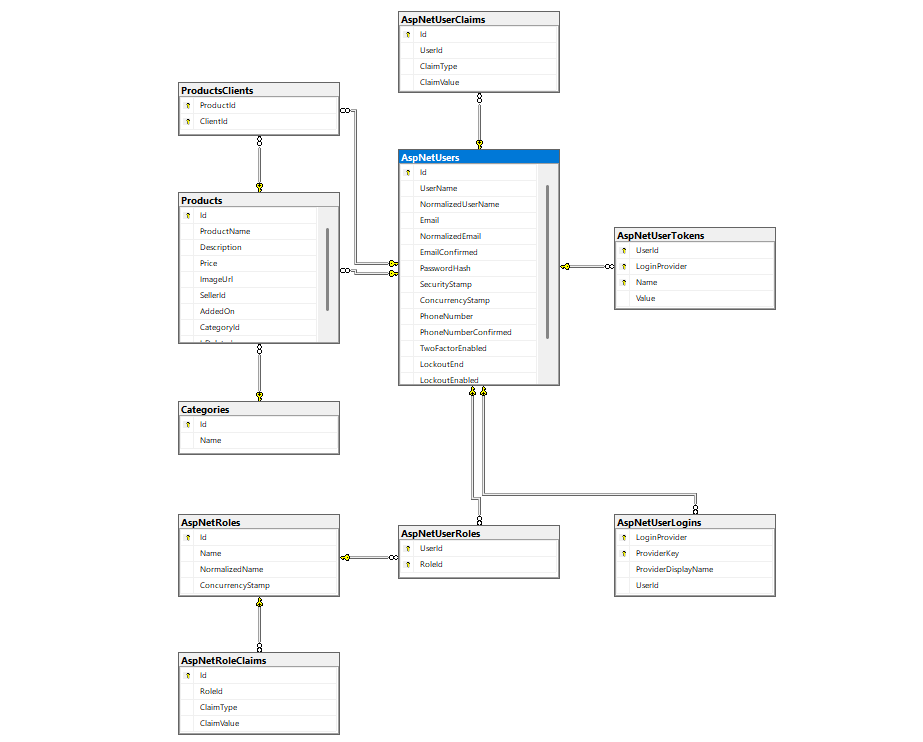 AspNetUserClaims
Id
UserId
ClaimType
ClaimValue
ProductsClients
ProductId
ClientId
AspNetUsers
Id
UserName
NormalizedUserName
Email
NormalizedEmail
EmailConfirmed
PasswordHash
SecurityStamp
ConcurrencyStamp
PhoneNumber
PhoneNumberConfirmed
TwoFactorEnabled
LockoutEnd
LockoutEnabled
Products
Id
ProductName
Description
Price
ImageUrl
SellerId
AddedOn
CategoryId
AspNetUserTokens
UserId
LoginProvider
Name
Value
Categories
Id
Name
AspNetRoles
Id
Name
NormalizedName
ConcurrencyStamp
AspNetUserRoles
UserId
RoleId
AspNetUserLogins
LoginProvider
ProviderKey
ProviderDisplayName
UserId
AspNetRoleClaims
Id
RoleId
ClaimType
ClaimValue